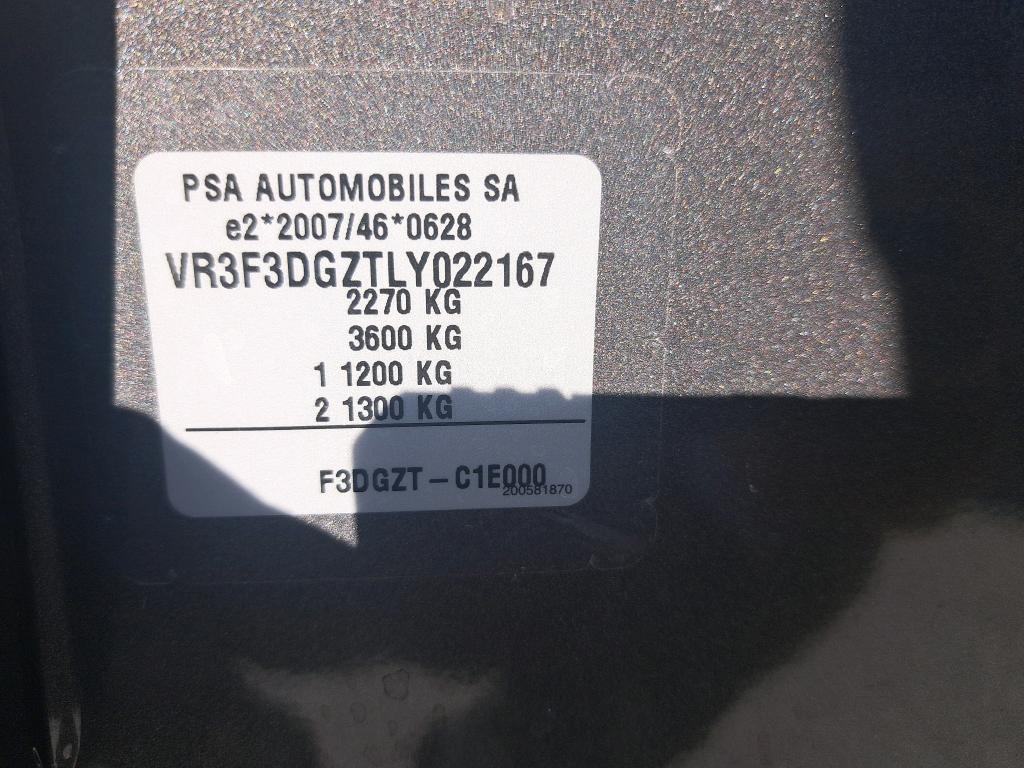 PSA AUTOMOBILES SA
e2*2007/46*0628
VR3F3DGZTLY022167
2270 KG
3600 KG
1 1200 KG
2 1300 KG
F3DGZT – C1E000
200581870